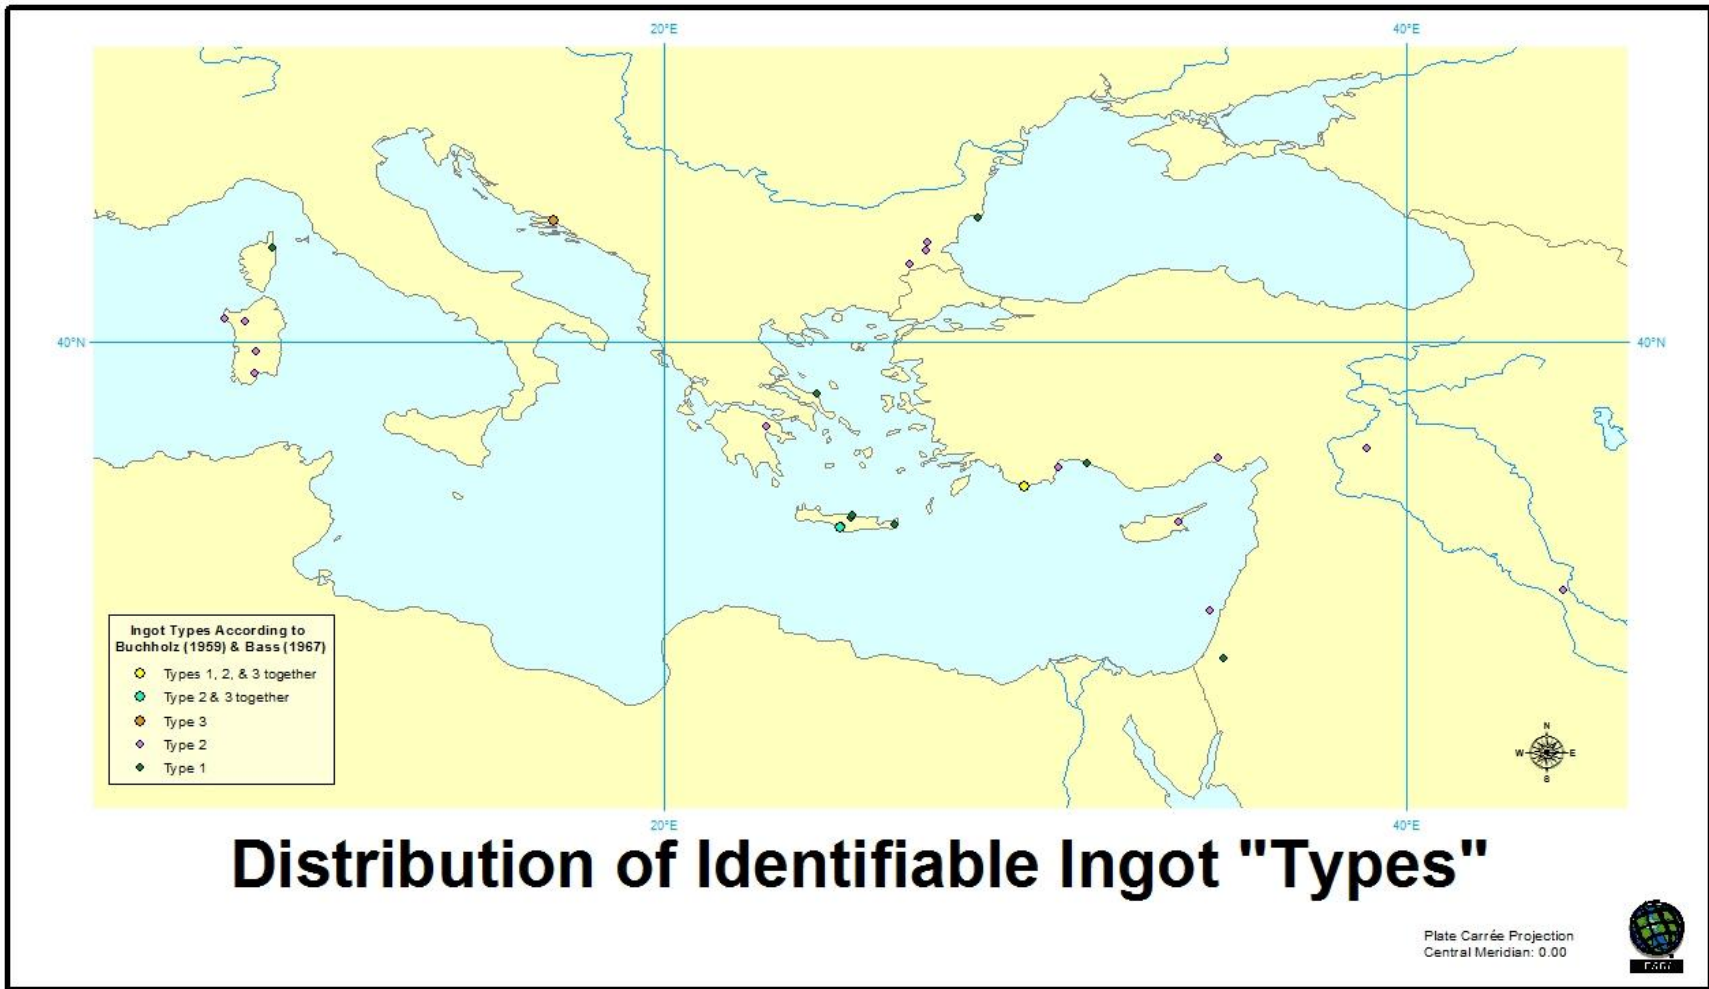 20°E
40°E
40°N
40°N
Ingot Types According to
Buchholz (1959) & Bass (1967)
Types 1, 2, & 3 together
Type 2 & 3 together
Type 3
Type 2
Type 1
N
W
E
S
20°E
40°E
Distribution of Identifiable Ingot "Types"
Plate Carrée Projection
Central Meridian: 0.00
ESRI